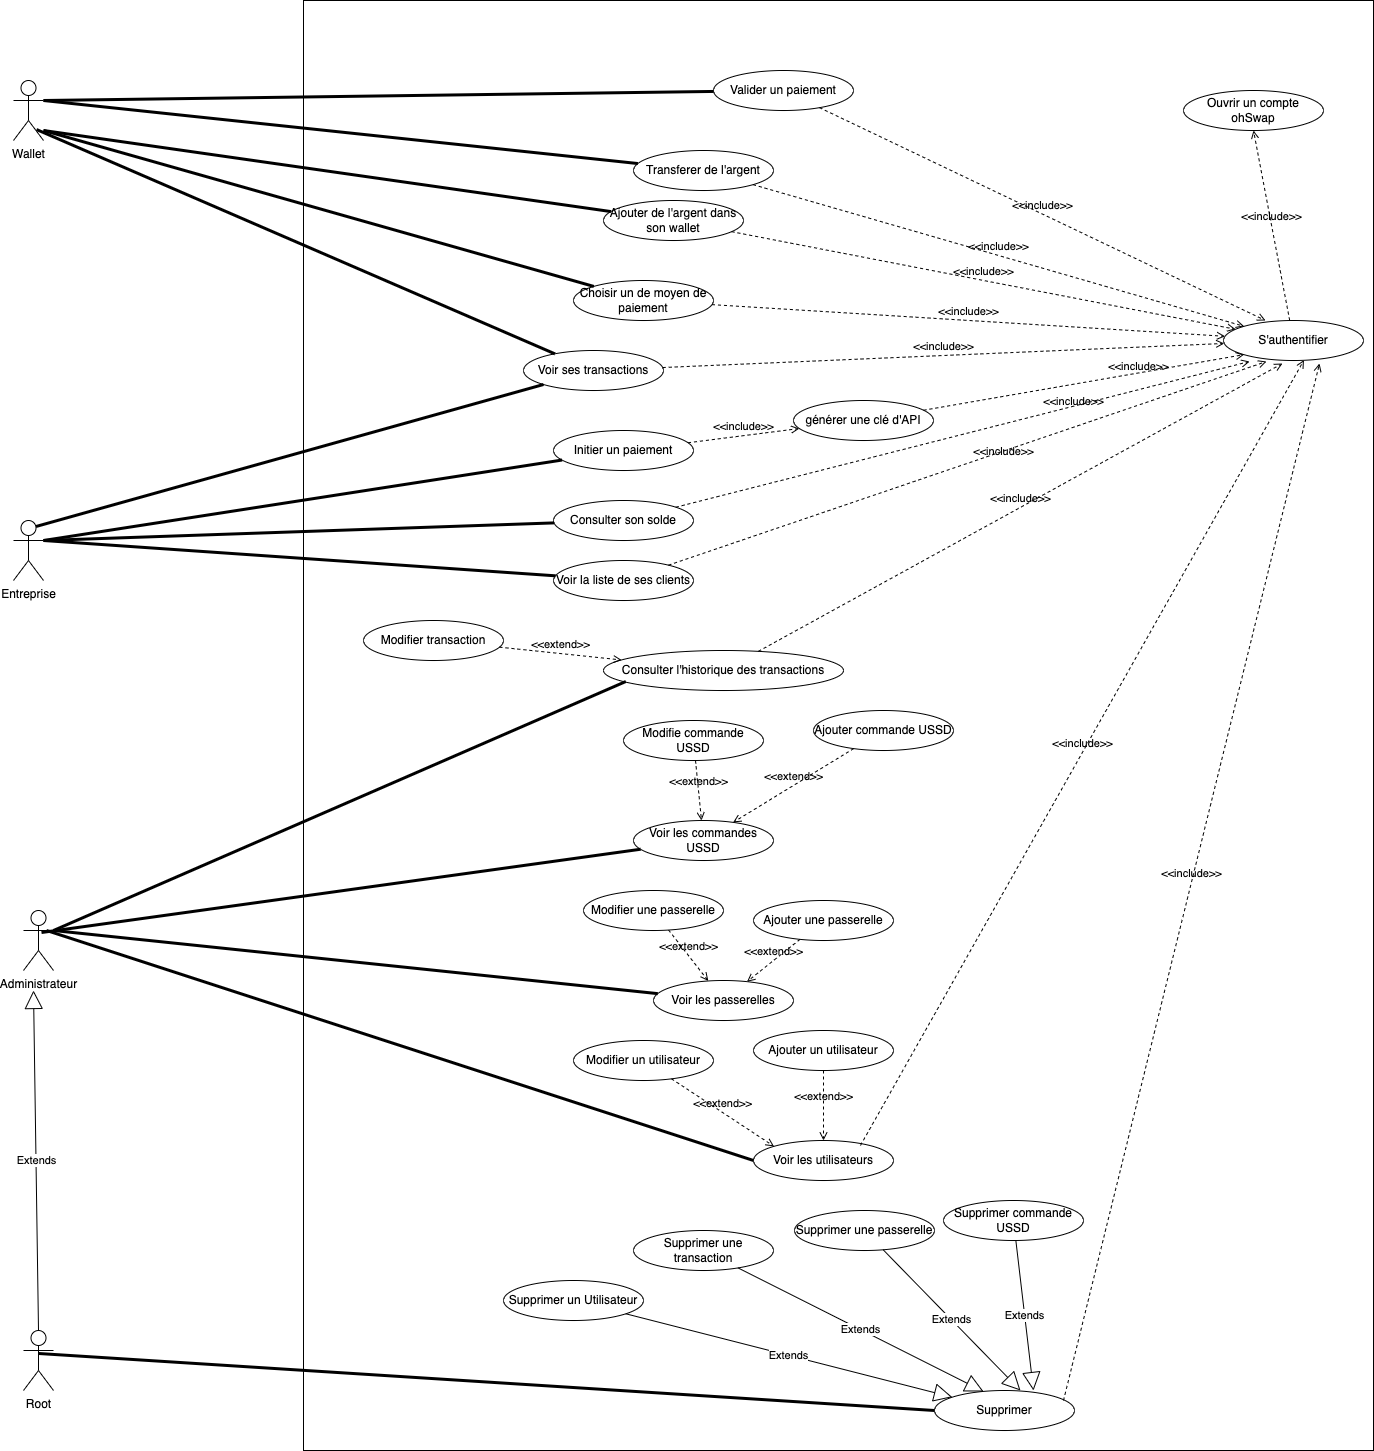 Valider un paiement
Wallet
Ouvrir un compte
ohSwap
Transferer de l'argent
<<include>>
Ajouter de l'argent dans
son wallet
<<include>>
<<include>>
<<include>>
Choisir un de moyen de
paiement
<<include>>
S'authentifier
Voir ses transactions
<<include>>
<<include>>
générer une clé d'API
<<include>>
Initier un paiement
<<include>>
<<include>>
Consulter son solde
<<include>>
Entreprise
Voir la liste de ses clients
Modifier transaction
<<extend>>
Consulter l'historique des transactions
Modifie commande
USSD
Ajouter commande USSD
<<include>>
<<extend>>
<<extend>>
Voir les commandes
USSD
<<include>>
Modifier une passerelle
Ajouter une passerelle
<<extend>>
<<extend>>
Administrateur
Voir les passerelles
Modifier un utilisateur
Ajouter un utilisateur
<<extend>>
<<extend>>
Extends
Voir les utilisateurs
Supprimer commande
USSD
Supprimer une passerelle
Supprimer une
transaction
Supprimer un Utilisateur
Extends
Extends
Extends
Extends
Root
Supprimer